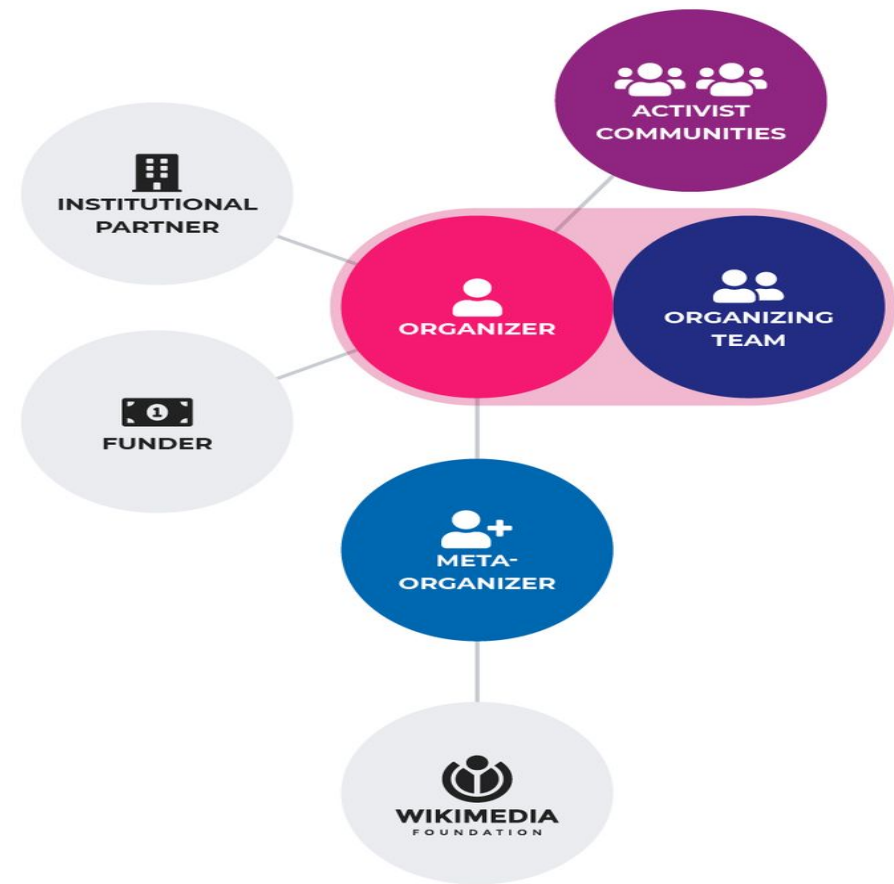 ACTIVIST
COMMUNITIES
INSTITUTIONAL
PARTNER
ORGANIZER
ORGANIZING
TEAM
1
FUNDER
META-
ORGANIZER
WIKIMEDIA
FOUNDATION